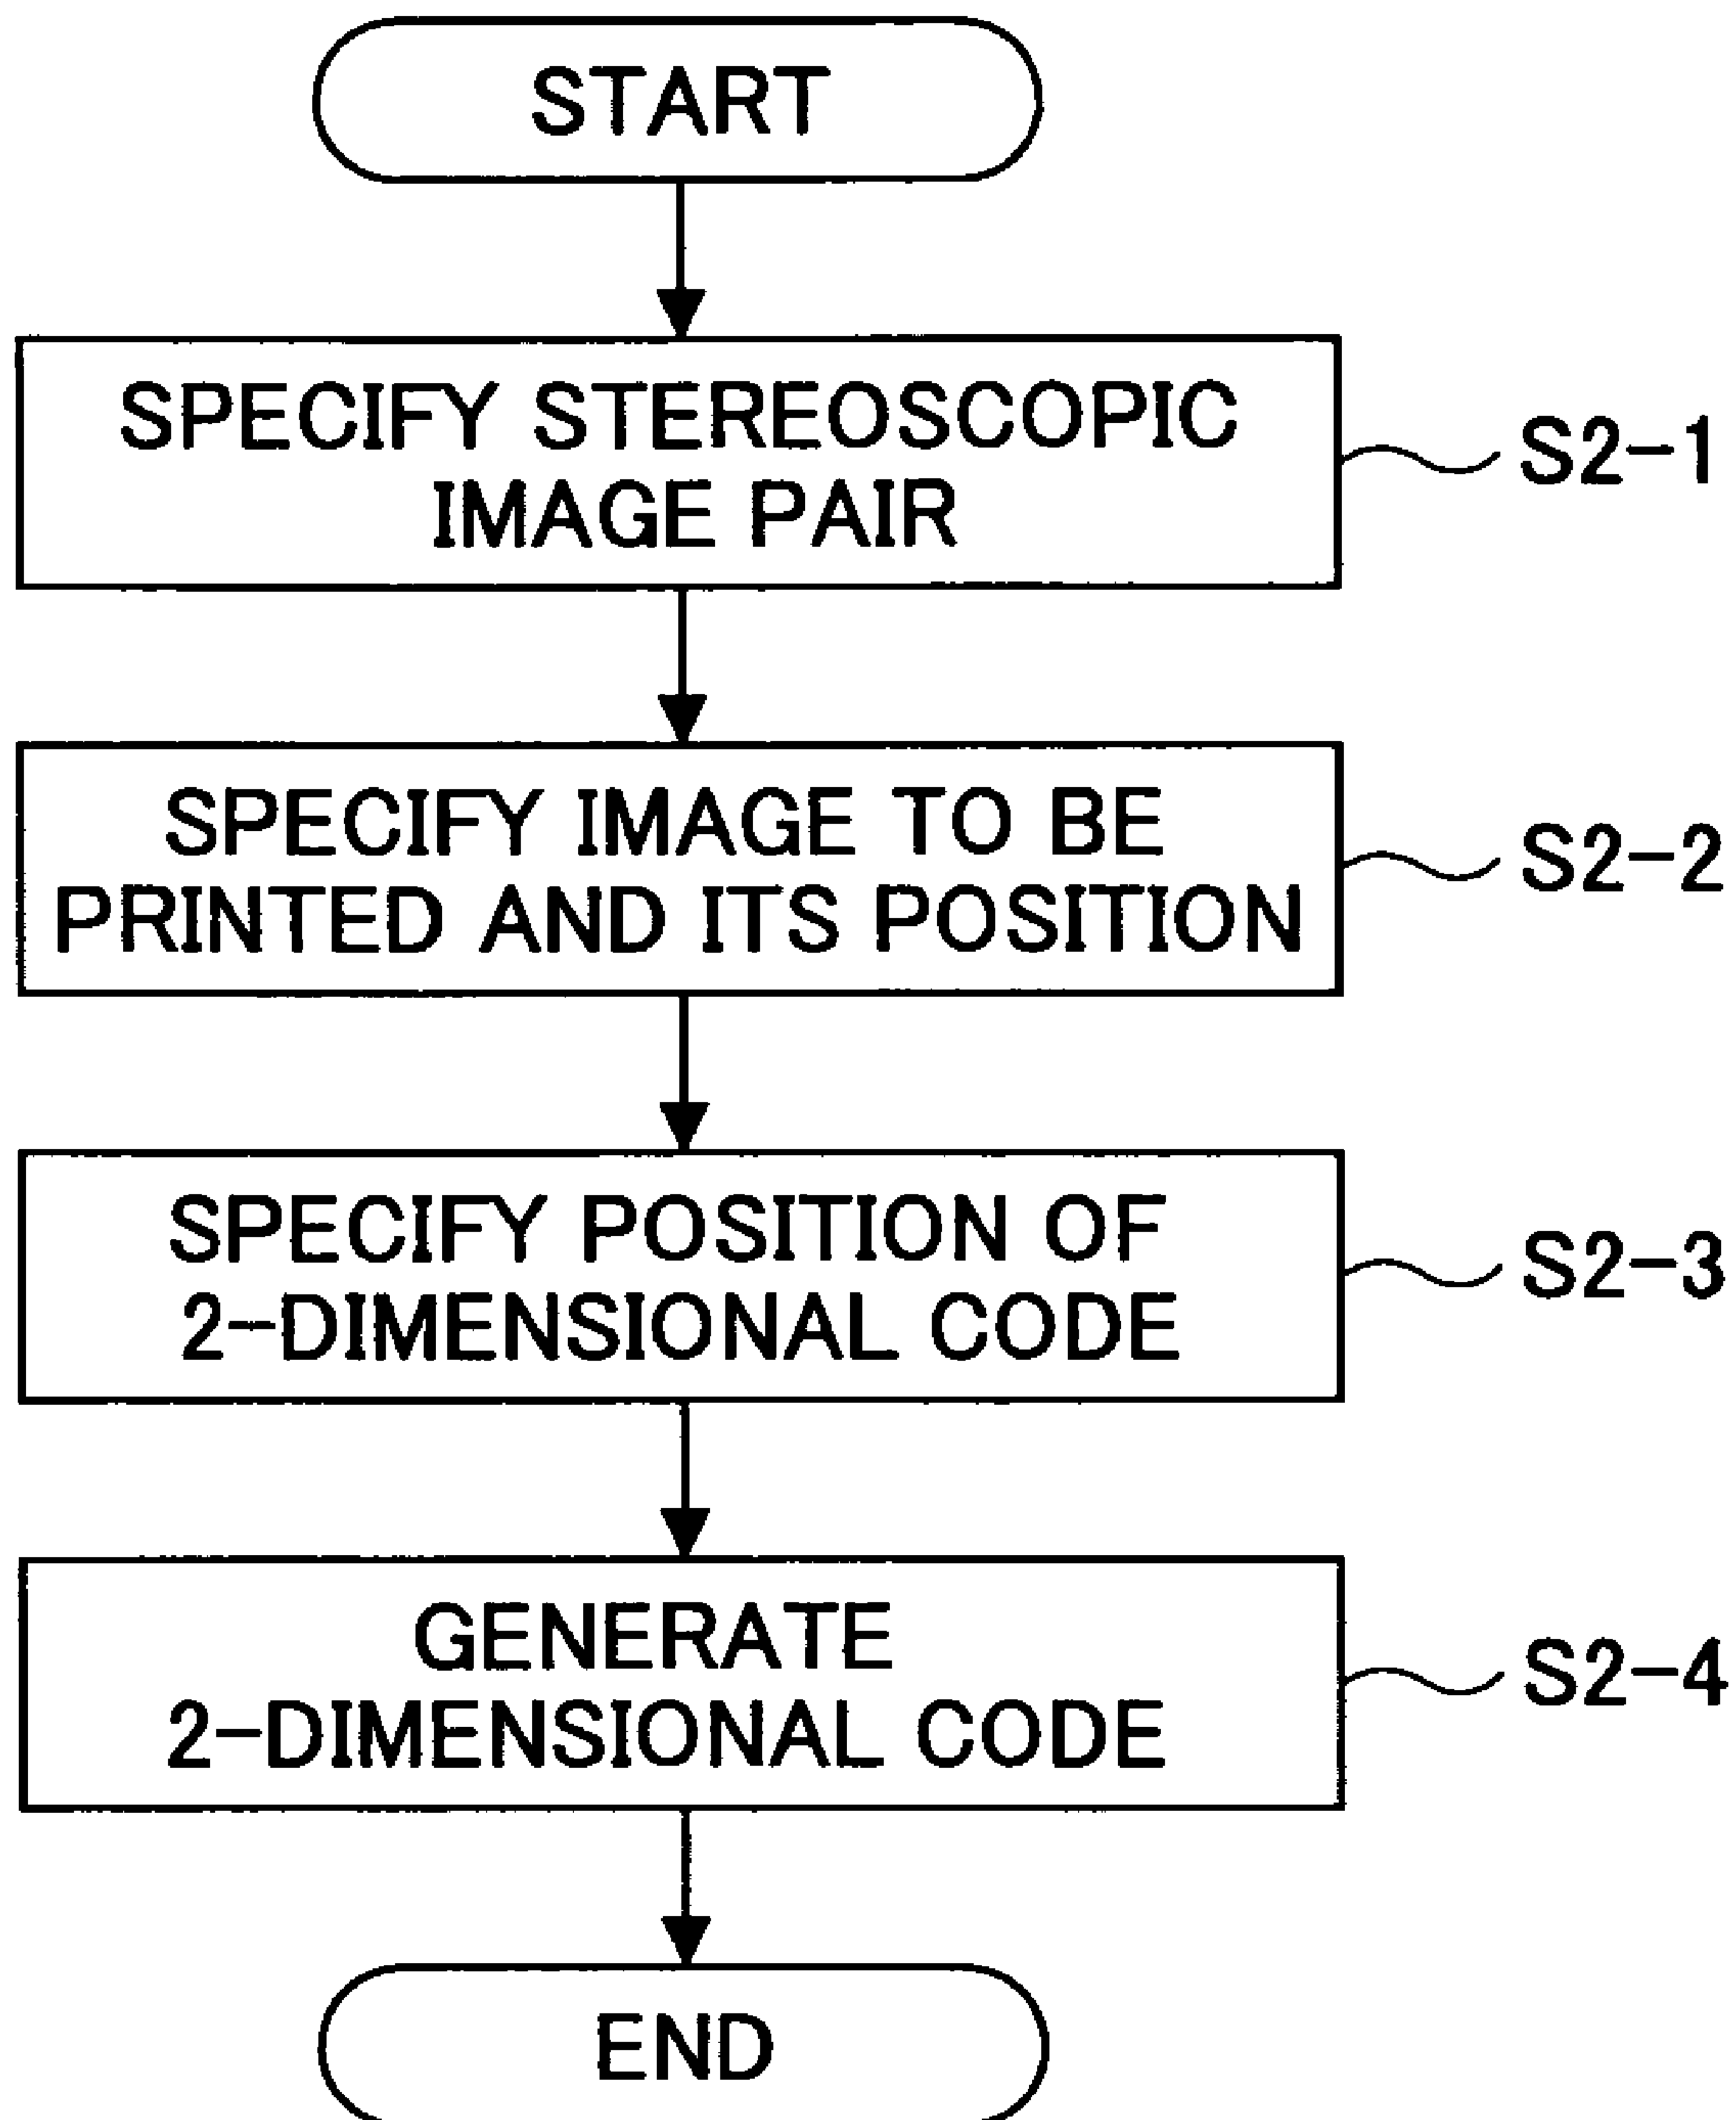 START
SPECIFY STEREOSCOPIC
IMAGE PAIR
S2-1
SPECIFY IMAGE TO BE
PRINTED AND ITS POSITION
S2-2
SPECIFY POSITION OF
2-DIMENSIONAL CODE
S2-3
GENERATE
2-DIMENSIONAL CODE
S2-4
END